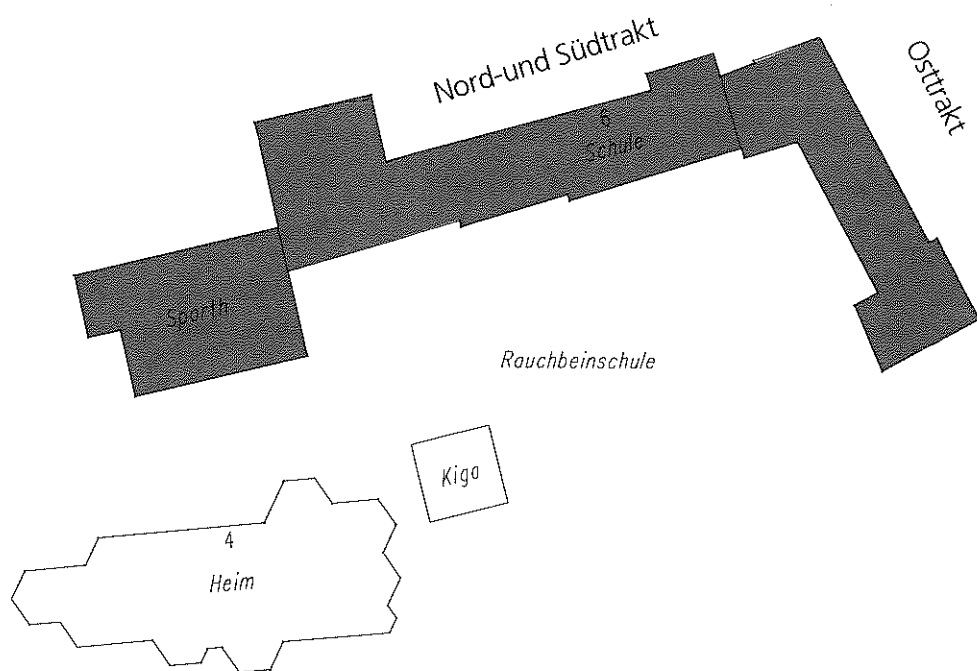 Nord-und Südtrakt
Osttrakt
6
Schule
Sporth
Rauchbeinschule
Kiga
4
Heim